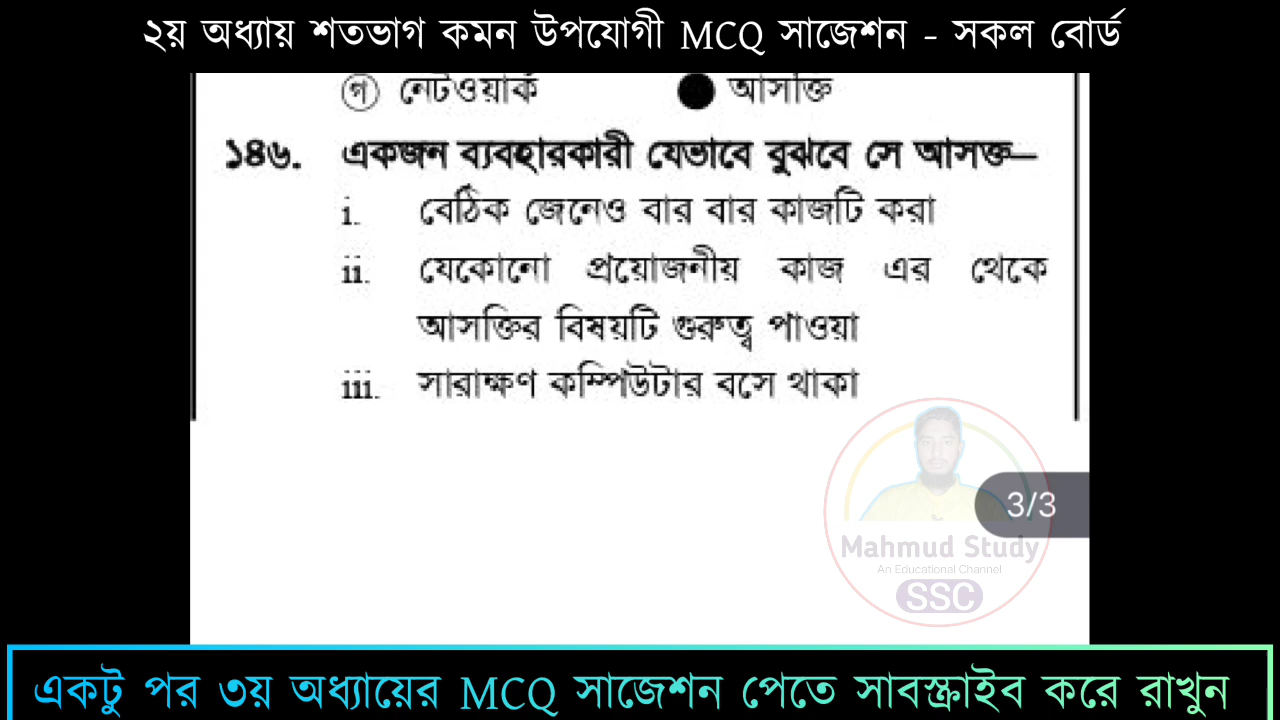 ২য় অধ্যায় শতভাগ কমন উপযোগী MCQ সাজেশন - সকল বোর্ড
গ নেটওয়ার্ক আসক্তি
১৪৬. একজন ব্যবহারকারী যেভাবে বুঝবে সে আসক্ত—
i. বেঠিক জেনেও বার বার কাজটি করা
ii. যেকোনো প্রয়োজনীয় কাজ এর থেকে
আসক্তির বিষয়টি গুরুত্ব পাওয়া
iii. সারাক্ষণ কম্পিউটার বসে থাকা
3/3
Mahmud Study
An Educational Channel
SSC
একটু পর ৩য় অধ্যায়ের MCQ সাজেশন পেতে সাবস্ক্রাইব করে রাখুন